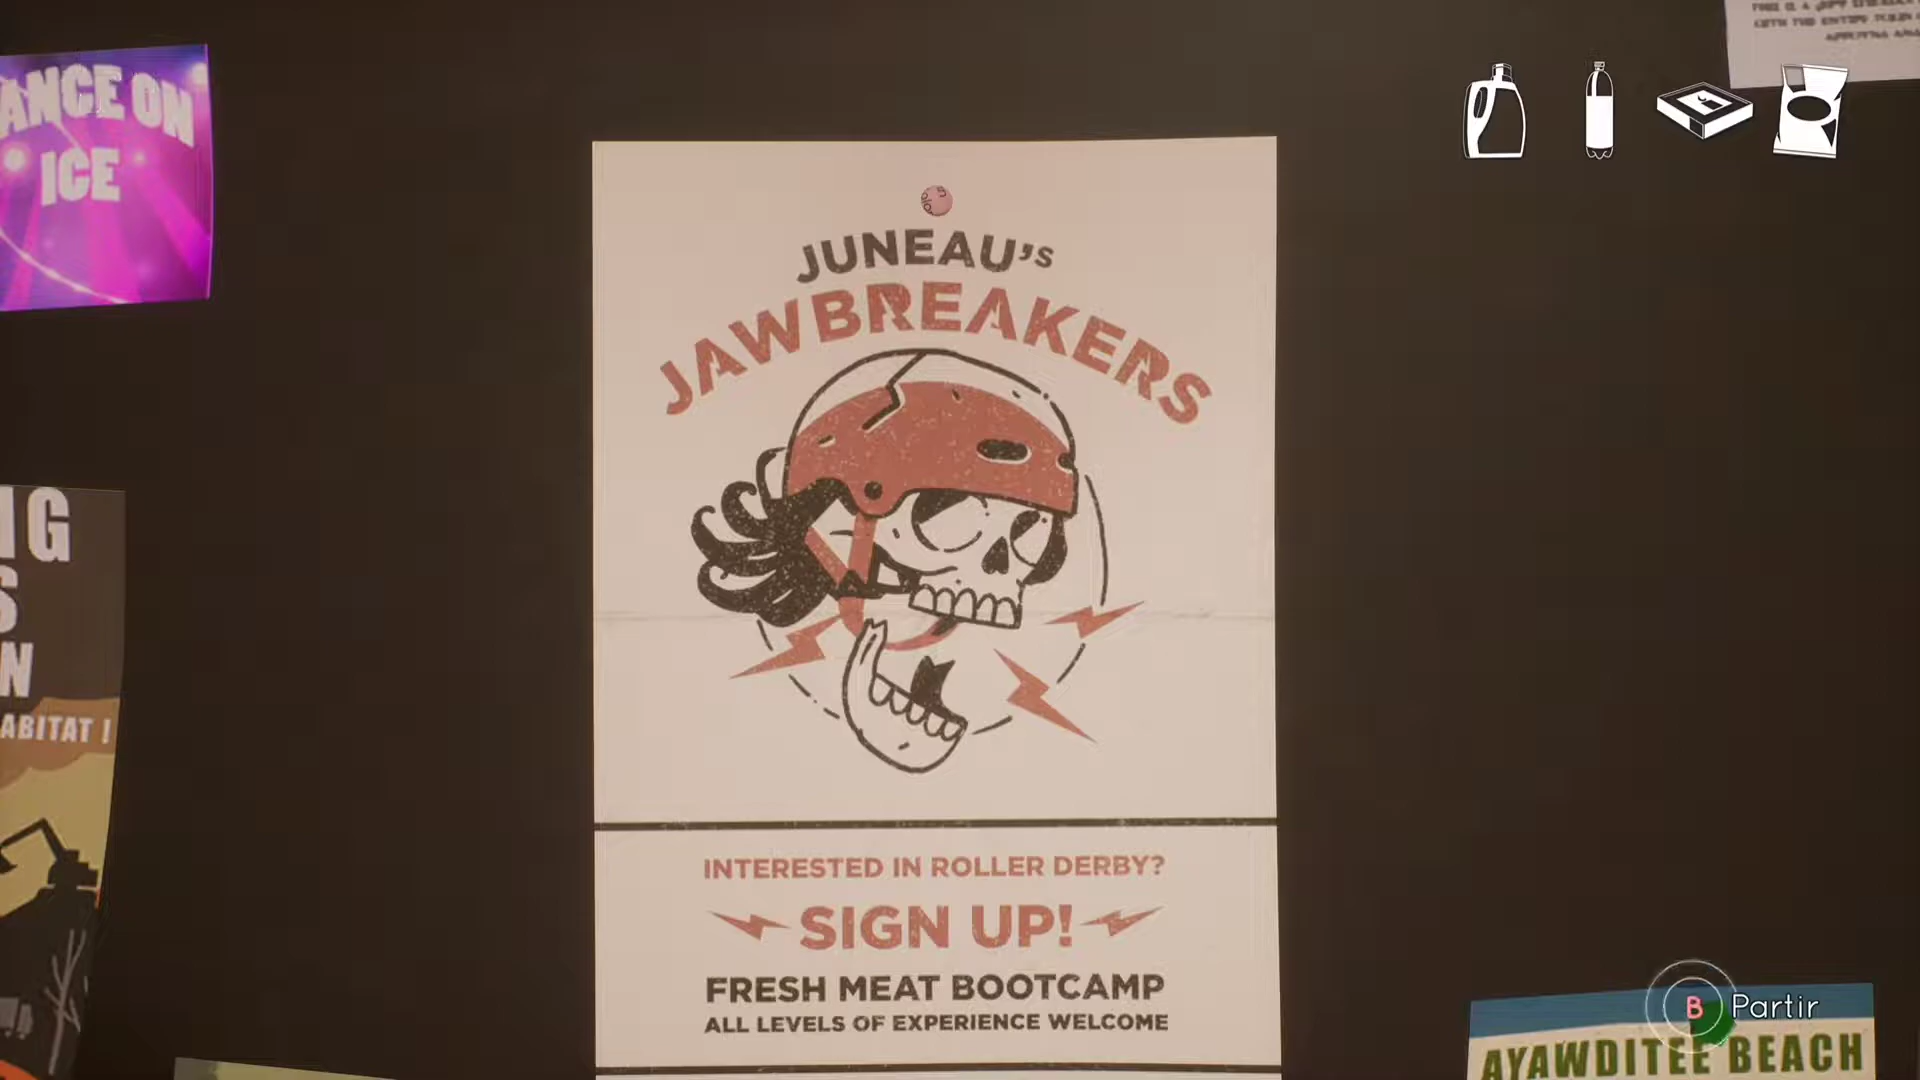 ANCE ON
ICE
JUNEAU's
JAWBREAKERS
INTERESTED IN ROLLER DERBY?
SIGN UP!
FRESH MEAT BOOTCAMP
ALL LEVELS OF EXPERIENCE WELCOME
NG
S
N
ABITAT !
B Partir
AYAWDITEE BEACH